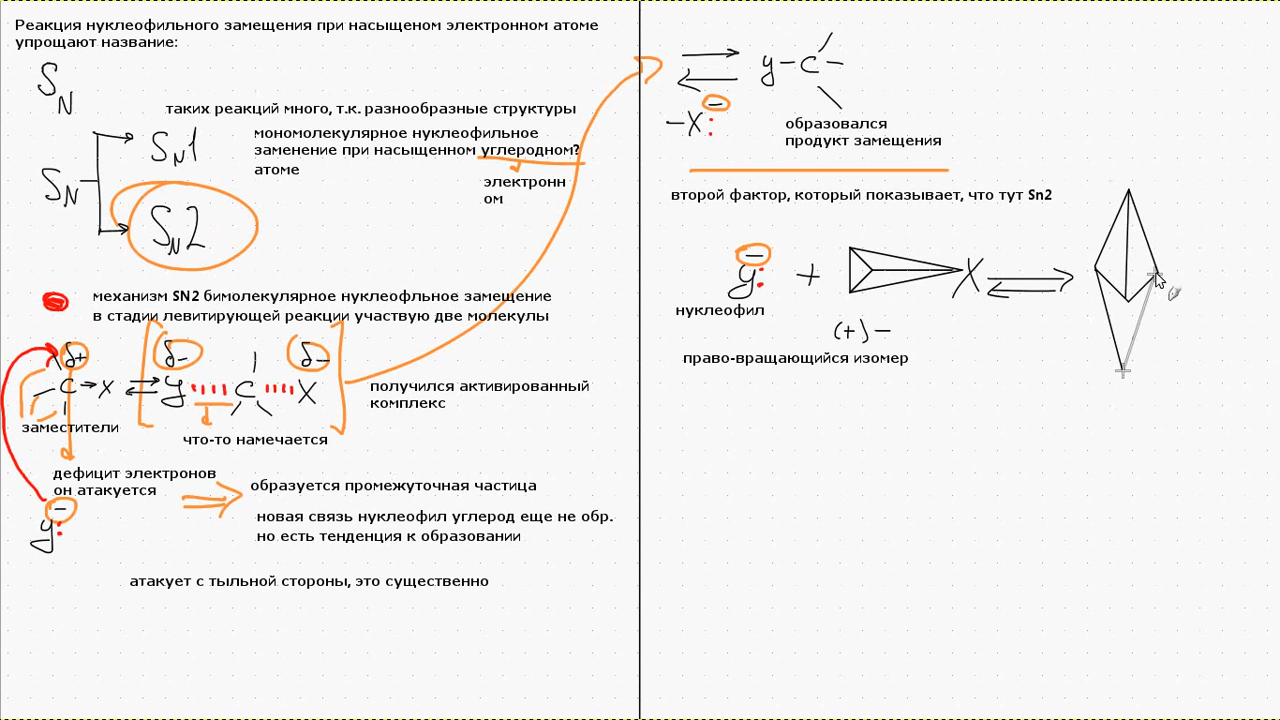 Реакция нуклеофильного замещения при насыщеном электронном атоме
упрощают название:
S N
таких реакций много, т.к. разнообразные структуры
S N 1
мономолекулярное нуклеофильное
заменение при насыщенном углеродном?
атоме
электронн
ом
S N
S N 2
механизм SN2 бимолекулярное нуклеофльное замещение
в стадии левитирующей реакции участвую две молекулы
δ+
δ-
δ-
C X
y C X
получился активированный
комплекс
заместители
что-то намечается
дефицит электронов
он атакуется
образуется промежуточная частица
y:
−
новая связь нуклеофил углерод еще не обр.
но есть тенденция к образовании
атакует с тыльной стороны, это существенно
y - C -
- X :
−
образовался
продукт замещения
второй фактор, который показывает, что тут Sn2
−
y: + X
нуклеофил
(+) −
право-вращающийся изомер